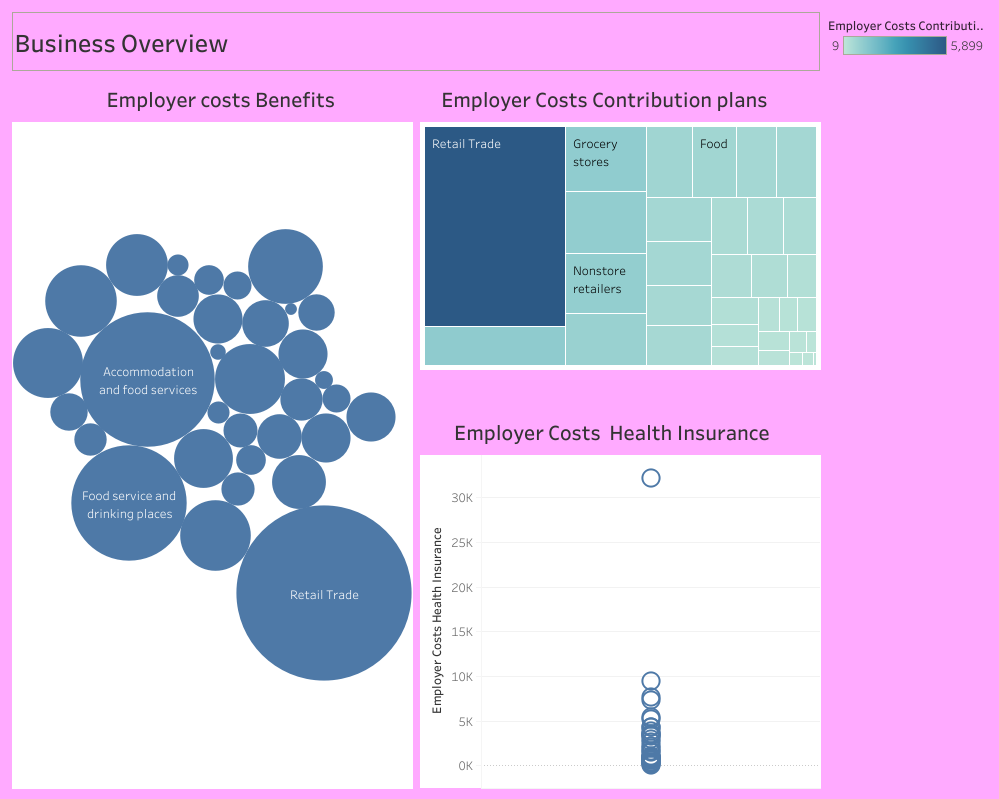 Business Overview
Employer Costs Contributi..
9
5,899
Employer costs Benefits
Accommodation
and food services
Food service and
drinking places
Retail Trade
Employer Costs Contribution plans
Retail Trade
Grocery
stores
Food
Nonstore
retailers
Employer Costs  Health Insurance
Employer Costs Health Insurance
30K
25K
20K
15K
10K
5K
0K